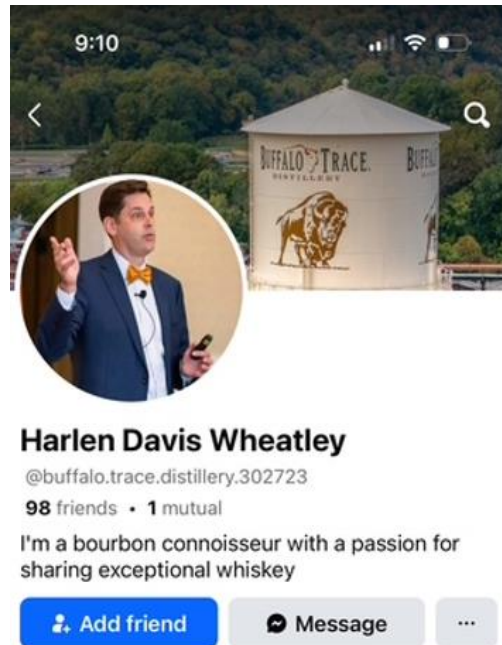 9:10
BUFFALO TRACE.
DISTILLERY
Harlen Davis Wheatley
@buffalo.trace.distillery.302723
98 friends • 1 mutual
I'm a bourbon connoisseur with a passion for
sharing exceptional whiskey
Add friend
Message